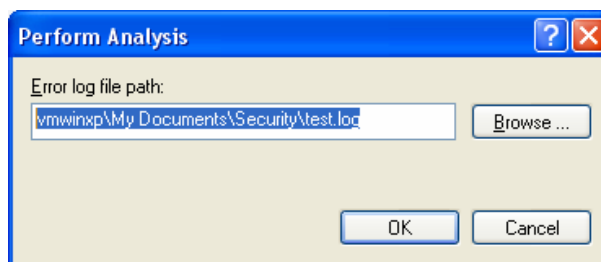 Perform Analysis
Error log file path:
vmwinxp\My Documents\Security\test.log
Browse ...
OK
Cancel